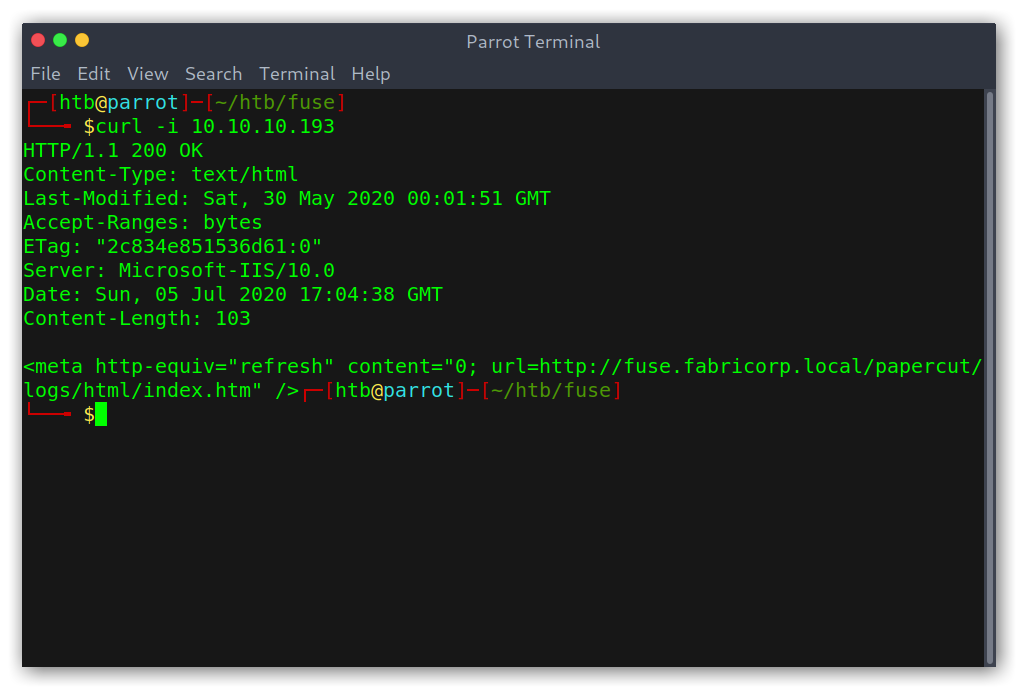 Parrot Terminal
File Edit View Search Terminal Help
┌─[htb@parrot]─[~/htb/fuse]
└──╼ $curl -i 10.10.10.193
HTTP/1.1 200 OK
Content-Type: text/html
Last-Modified: Sat, 30 May 2020 00:01:51 GMT
Accept-Ranges: bytes
ETag: "2c834e851536d61:0"
Server: Microsoft-IIS/10.0
Date: Sun, 05 Jul 2020 17:04:38 GMT
Content-Length: 103

<meta http-equiv="refresh" content="0; url=http://fuse.fabricorp.local/papercut/
logs/html/index.htm" />┌─[htb@parrot]─[~/htb/fuse]
└──╼ $